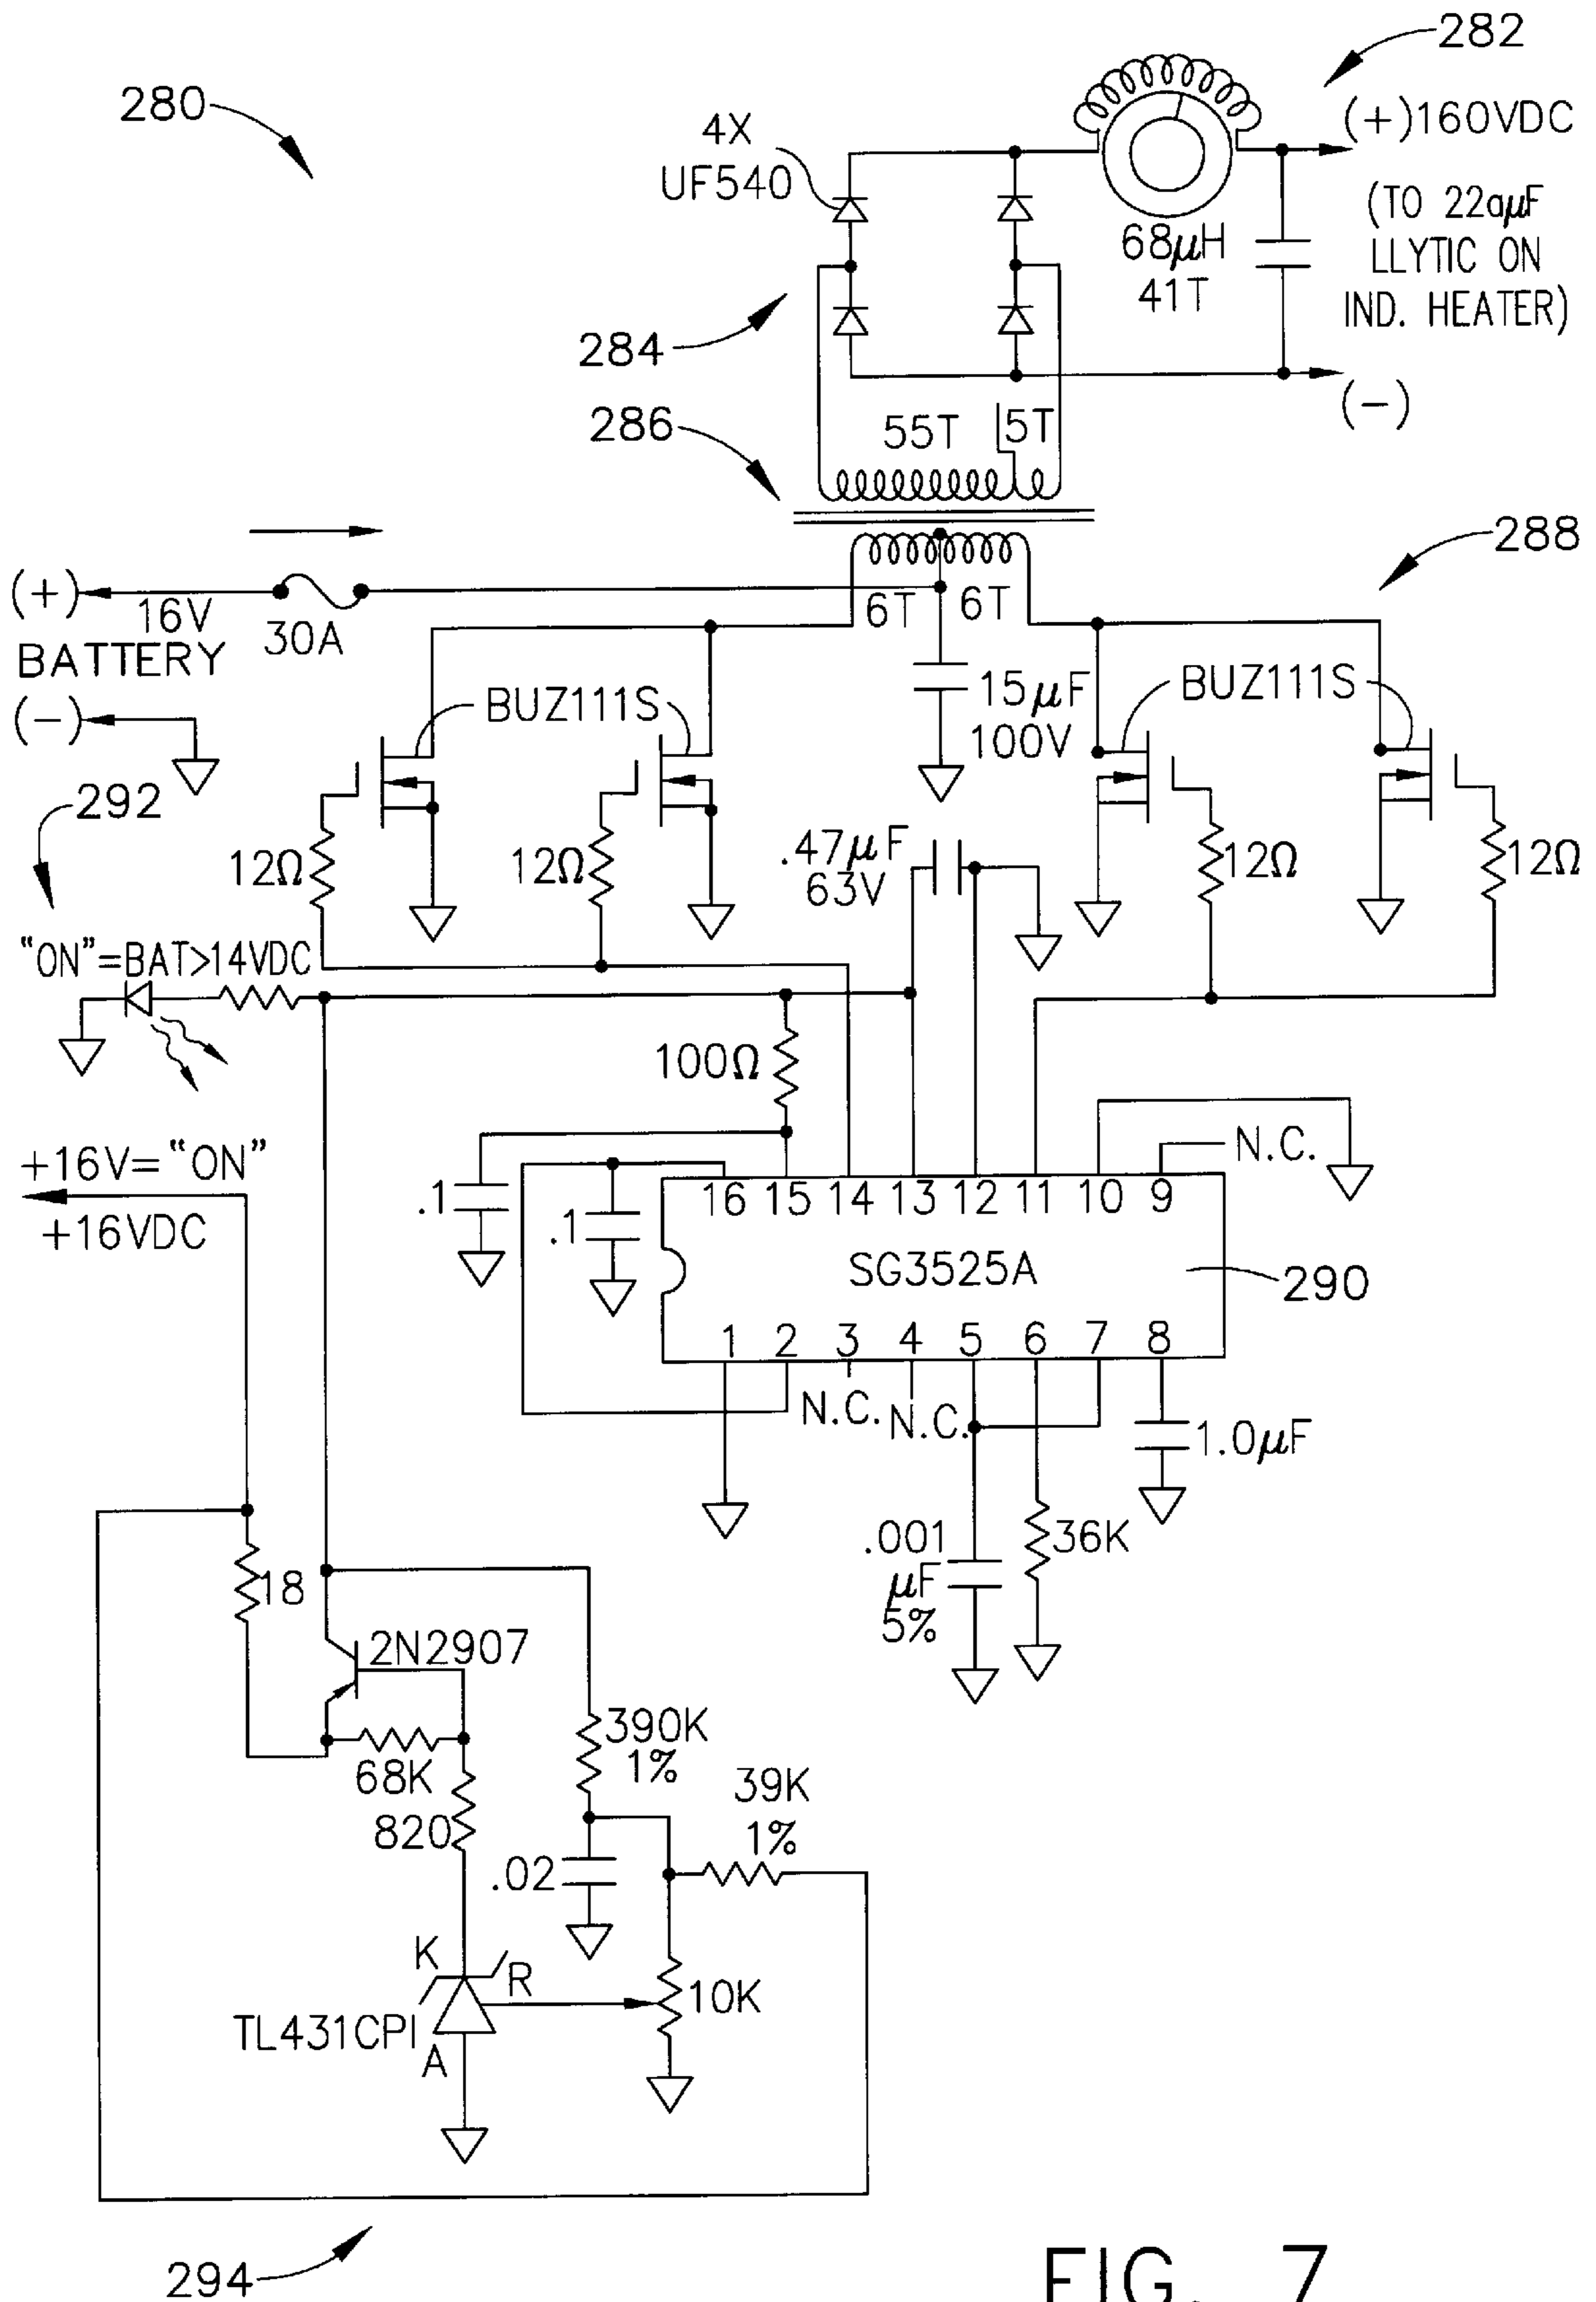 282
280
(+)160VDC
4X
UF540
(TO 22aµF
LLYTIC ON
IND. HEATER)
68µH
41T
284
(-)
286
55T
5T
288
(+)
16V
BATTERY
30A
6T
6T
(-)
BUZ111S
15µF
100V
BUZ111S
292
12Ω
12Ω
.47µF
63V
12Ω
12Ω
"ON"=BAT>14VDC
100Ω
+16V="ON"
+16VDC
N.C.
.1
.1
16 15 14 13 12 11 10 9
SG3525A
290
1 2 3 4 5 6 7 8
N.C.
N.C.
1.0µF
.001
µF
5%
36K
18
2N2907
390K
1%
68K
39K
1%
820
.02
K
R
10K
TL431CPI
A
294
FIG. 7